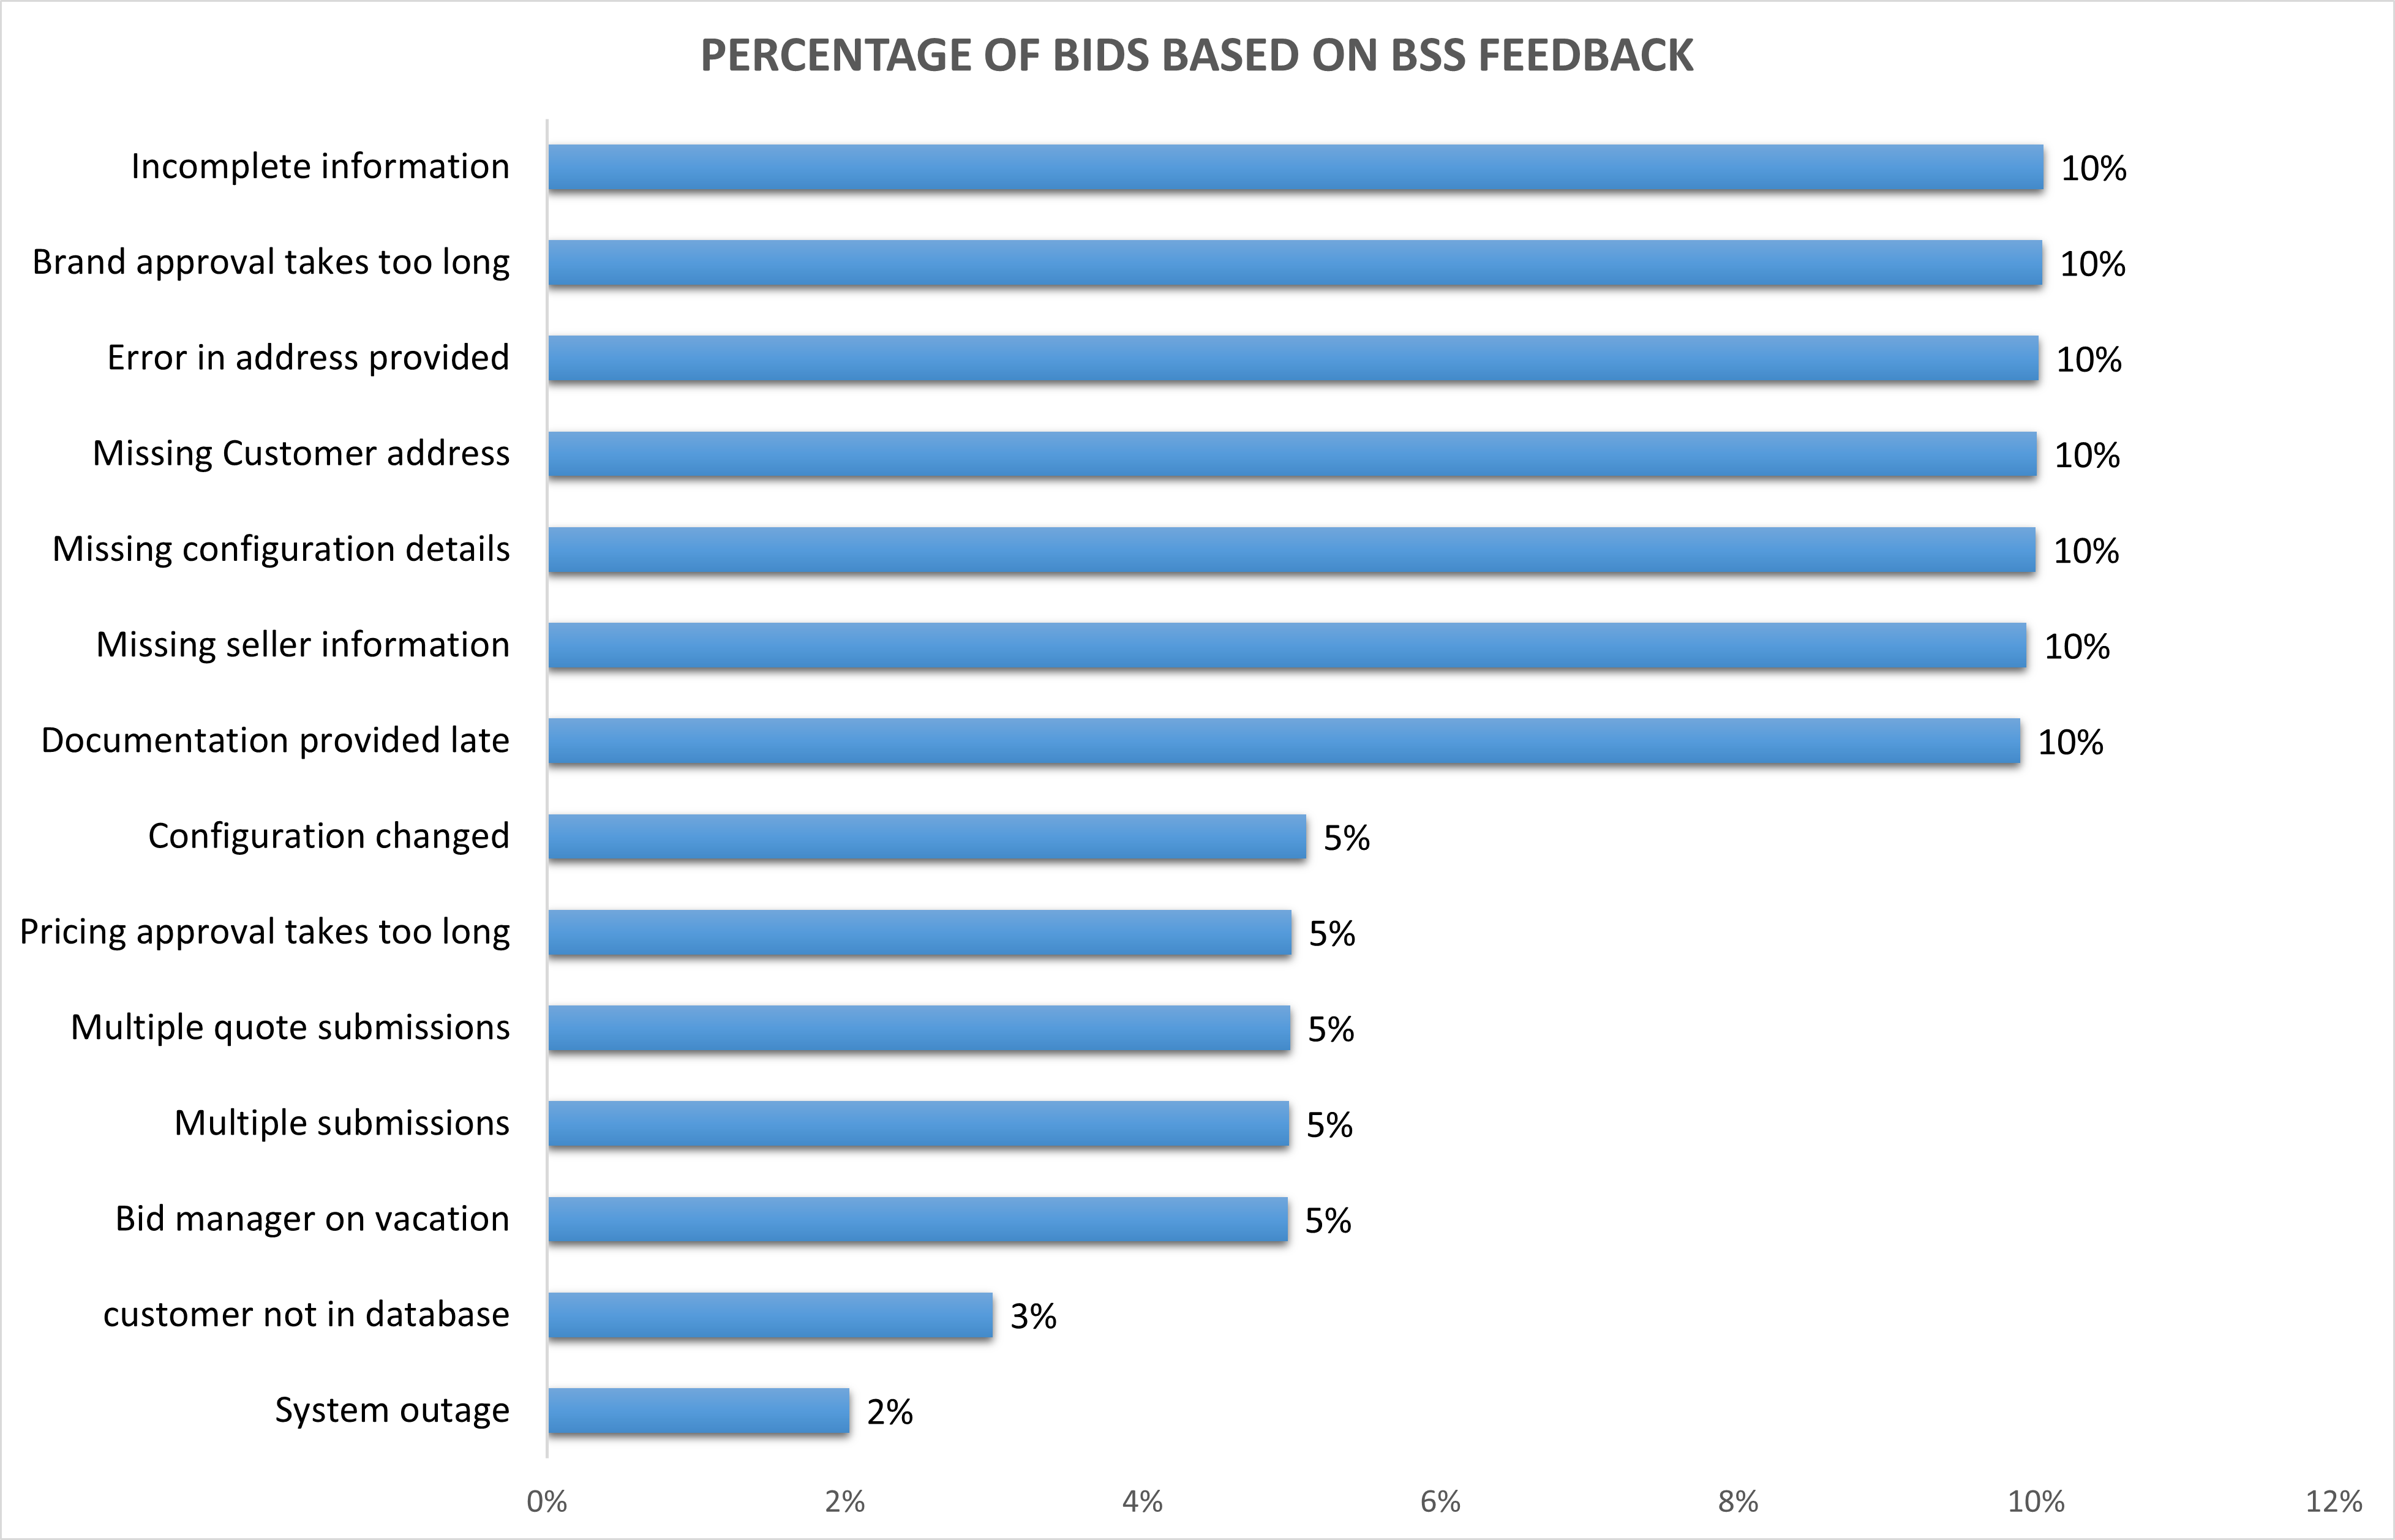 PERCENTAGE OF BIDS BASED ON BSS FEEDBACK
Incomplete information 10%
Brand approval takes too long 10%
Error in address provided 10%
Missing Customer address 10%
Missing configuration details 10%
Missing seller information 10%
Documentation provided late 10%
Configuration changed 5%
Pricing approval takes too long 5%
Multiple quote submissions 5%
Multiple submissions 5%
Bid manager on vacation 5%
customer not in database 3%
System outage 2%
0% 2% 4% 6% 8% 10% 12%